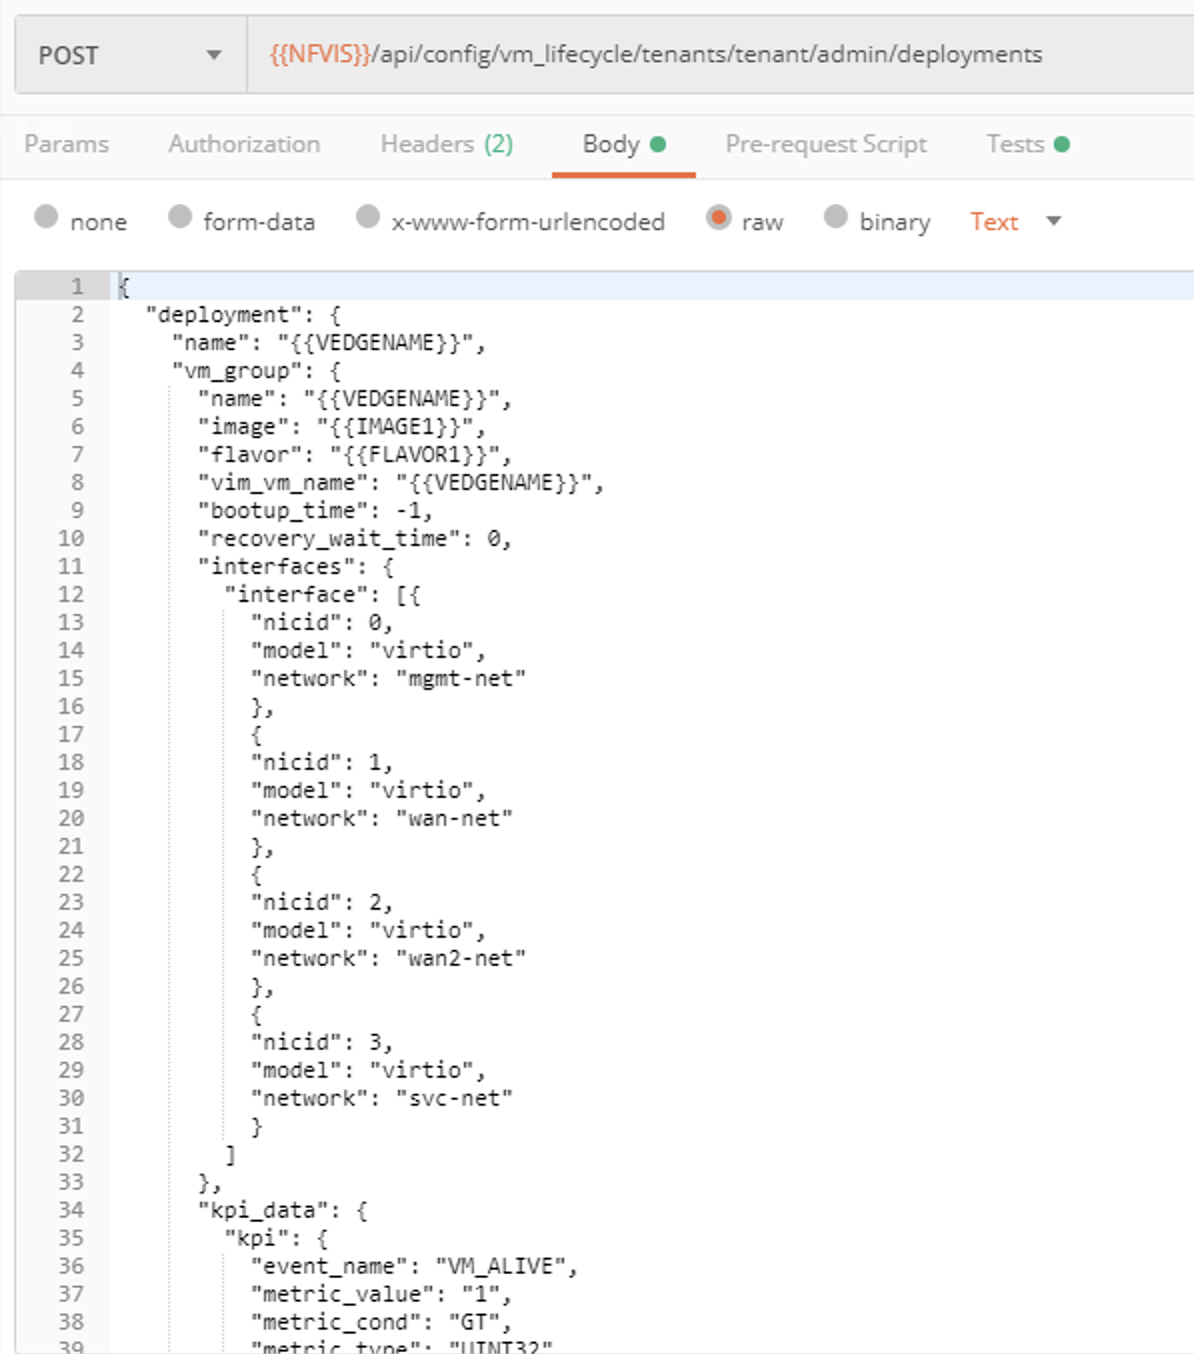 POST {{NFVIS}}/api/config/vm_lifecycle/tenants/tenant/admin/deployments
Params Authorization Headers (2) Body Pre-request Script Tests
none form-data x-www-form-urlencoded raw binary Text
1 {
2 "deployment": {
3 "name": "{{VEDGENAME}}",
4 "vm_group": {
5 "name": "{{VEDGENAME}}",
6 "image": "{{IMAGE1}}",
7 "flavor": "{{FLAVOR1}}",
8 "vim_vm_name": "{{VEDGENAME}}",
9 "bootup_time": -1,
10 "recovery_wait_time": 0,
11 "interfaces": {
12 "interface": [{
13 "nicid": 0,
14 "model": "virtio",
15 "network": "mgmt-net"
16 },
17 {
18 "nicid": 1,
19 "model": "virtio",
20 "network": "wan-net"
21 },
22 {
23 "nicid": 2,
24 "model": "virtio",
25 "network": "wan2-net"
26 },
27 {
28 "nicid": 3,
29 "model": "virtio",
30 "network": "svc-net"
31 }
32 ]
33 },
34 "kpi_data": {
35 "kpi": {
36 "event_name": "VM_ALIVE",
37 "metric_value": "1",
38 "metric_cond": "GT",
39 "metric_type": "UINT32"